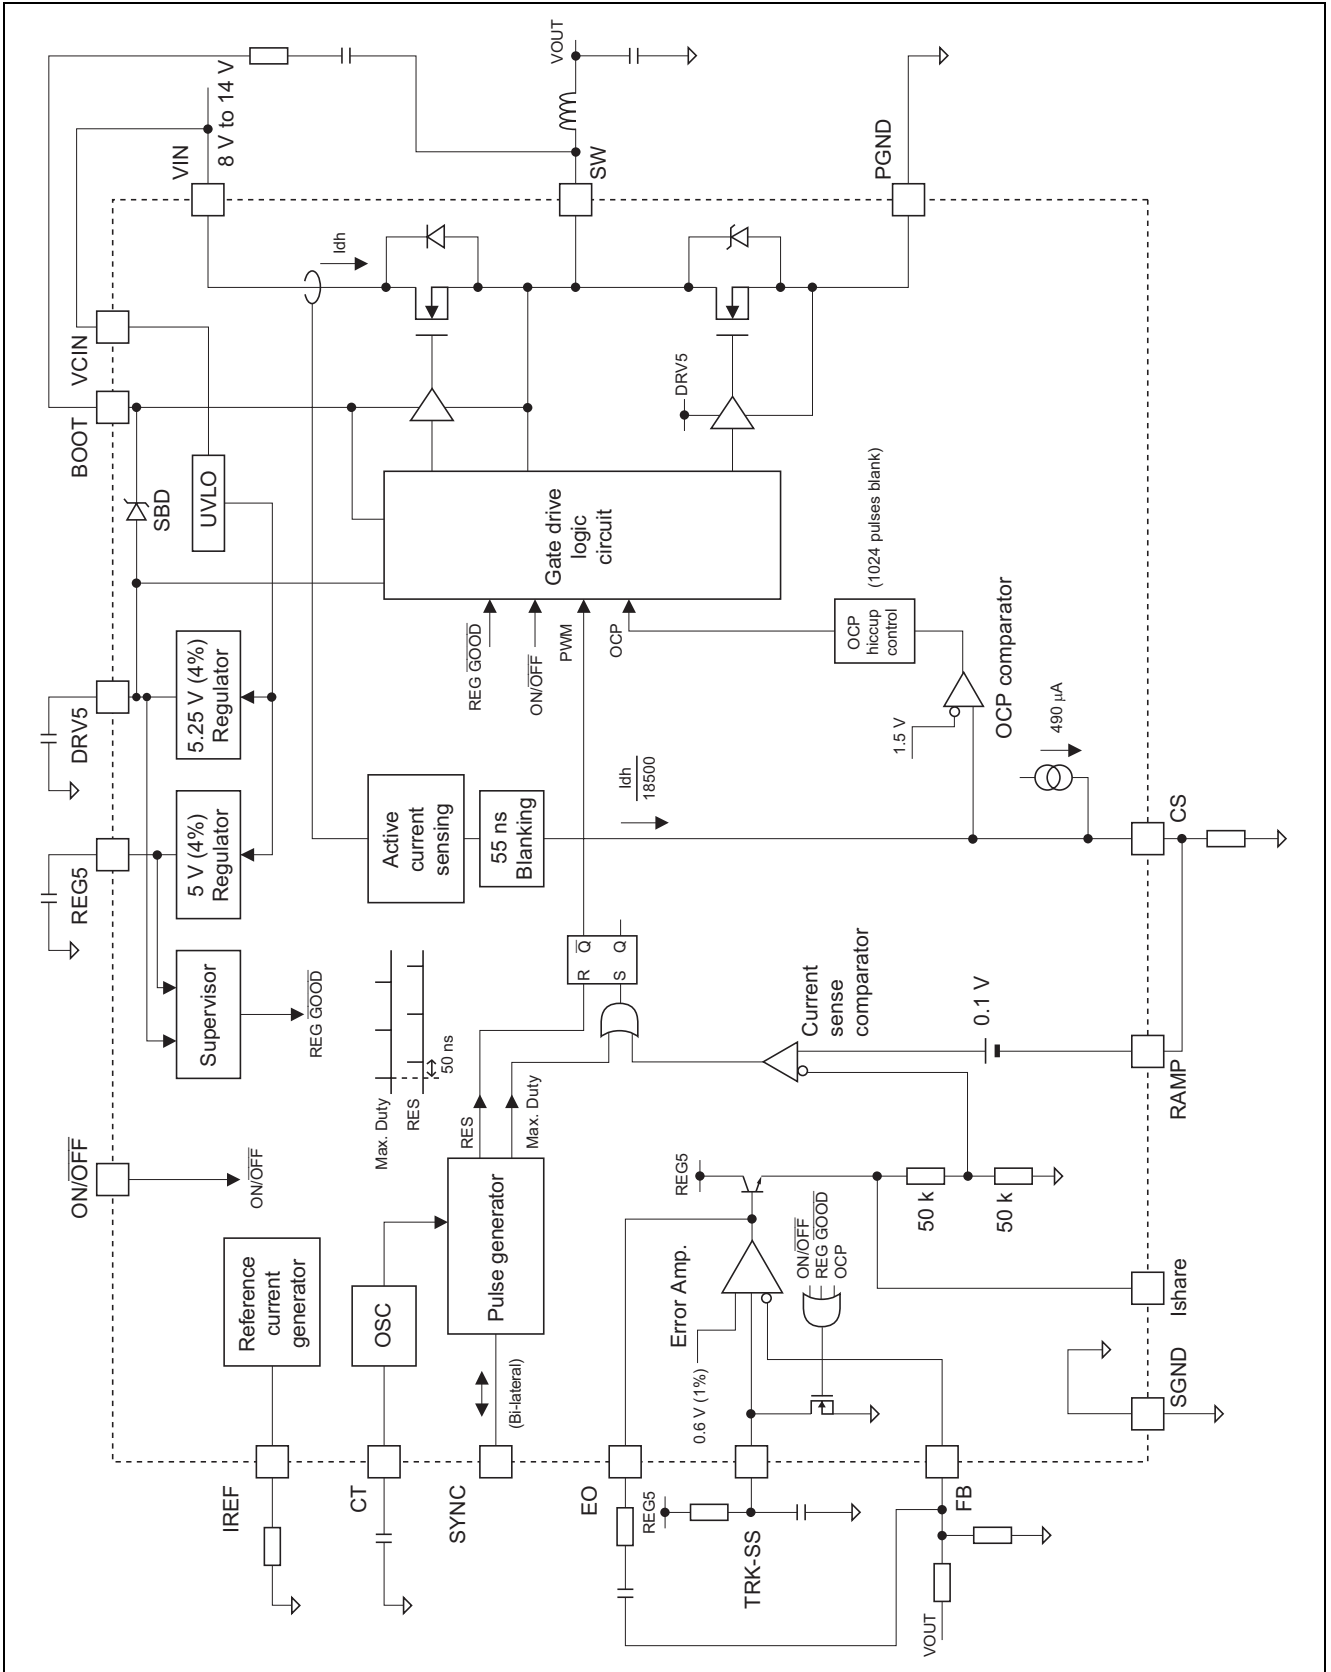 ON/OFF
REG5
DRV5
BOOT
VCIN
VIN
8 V to 14 V
SBD
UVLO
5 V (4%)
Regulator
5.25 V (4%)
Regulator
Supervisor
REG GOOD
ON/OFF
IREF
Reference
current
generator
Idh
CT
OSC
Max. Duty
RES
50 ns
Active
current
sensing
SYNC
(Bi-lateral)
Pulse generator
RES
Max. Duty
55 ns
Blanking
REG GOOD
ON/OFF
PWM
OCP
Gate drive
logic
circuit
VOUT
SW
R
Q
S
Q
EO
REG5
TRK-SS
Error Amp.
0.6 V (1%)
REG5
Idh
18500
DRV5
ON/OFF
REG GOOD
OCP
Current
sense
comparator
OCP
hiccup
control
(1024 pulses blank)
1.5 V
OCP comparator
PGND
50 k
50 k
0.1 V
490 µA
VOUT
FB
SGND
Ishare
RAMP
CS